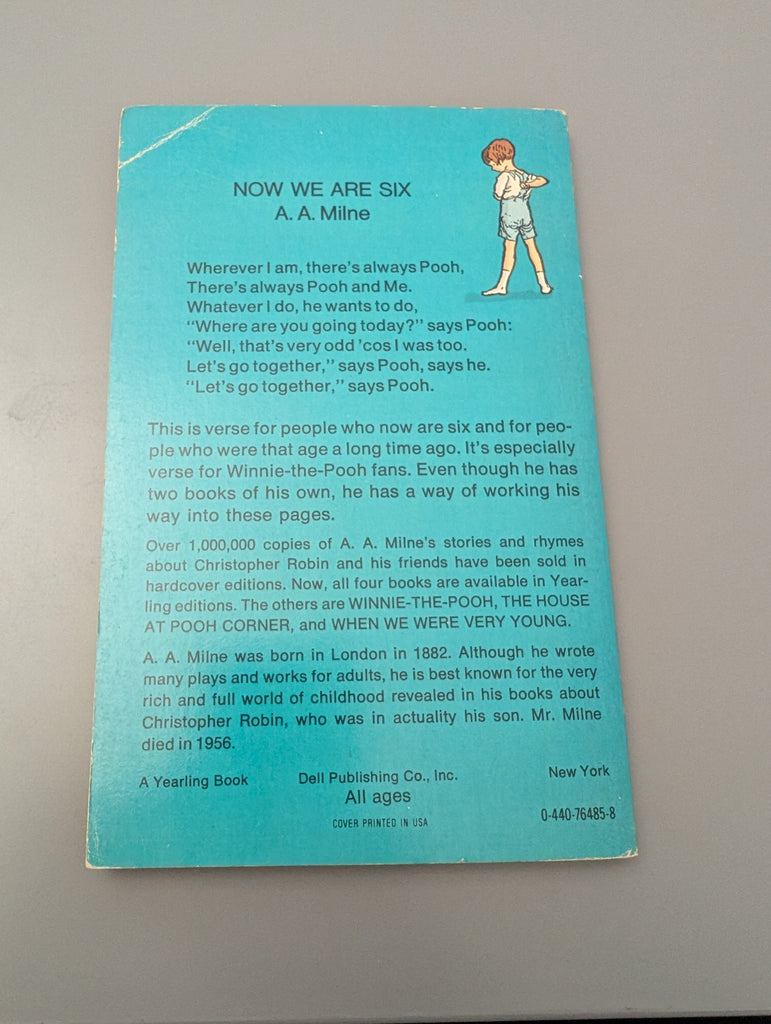 NOW WE ARE SIX
A. A. Milne
Wherever I am, there's always Pooh,
There's always Pooh and Me.
Whatever I do, he wants to do,
"Where are you going today?" says Pooh:
"Well, that's very odd 'cos I was too.
Let's go together," says Pooh, says he.
"Let's go together," says Pooh.
This is verse for people who now are six and for peo-
ple who were that age a long time ago. It's especially
verse for Winnie-the-Pooh fans. Even though he has
two books of his own, he has a way of working his
way into these pages.
Over 1,000,000 copies of A. A. Milne's stories and rhymes
about Christopher Robin and his friends have been sold in
hardcover editions. Now, all four books are available in Year-
ling editions. The others are WINNIE-THE-POOH, THE HOUSE
AT POOH CORNER, and WHEN WE WERE VERY YOUNG.
A. A. Milne was born in London in 1882. Although he wrote
many plays and works for adults, he is best known for the very
rich and full world of childhood revealed in his books about
Christopher Robin, who was in actuality his son. Mr. Milne
died in 1956.
A Yearling Book Dell Publishing Co., Inc. New York
All ages
COVER PRINTED IN USA 0-440-76485-8